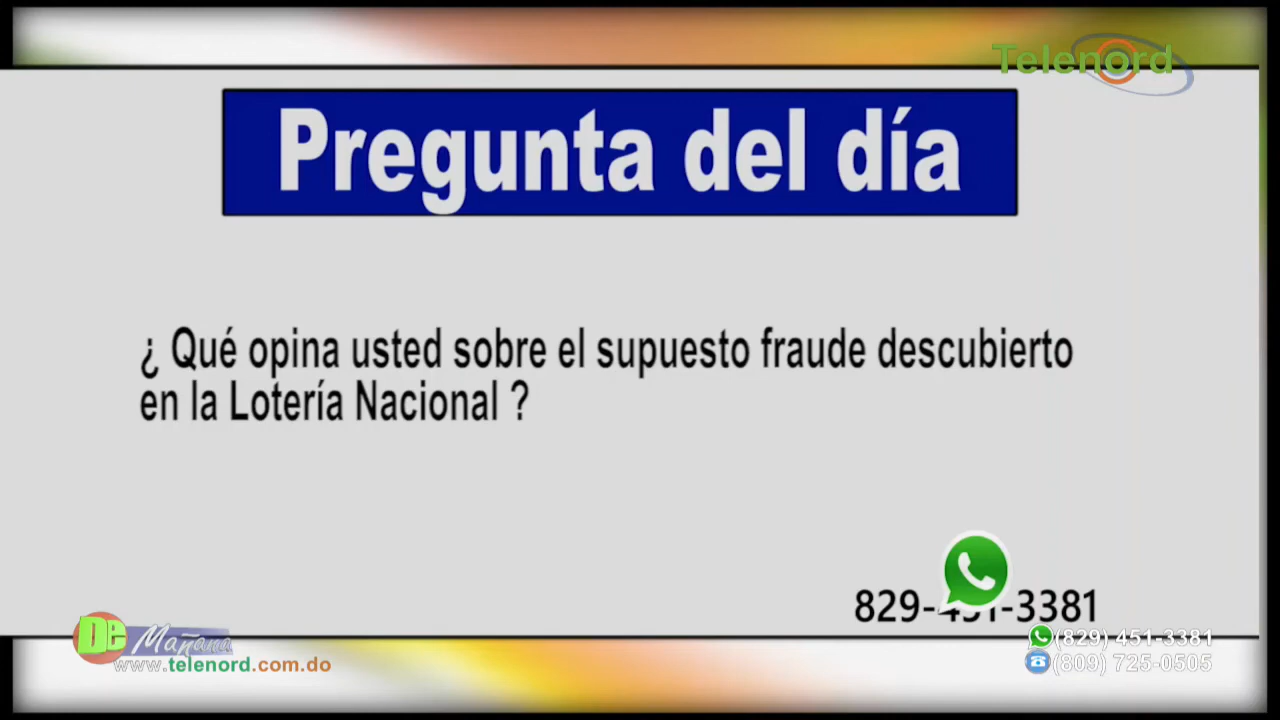 Telenord
Pregunta del día
¿ Qué opina usted sobre el supuesto fraude descubierto
en la Lotería Nacional ?
829-451-3381
De Mañana
www.telenord.com.do
(829) 451-3381
(809) 725-0505